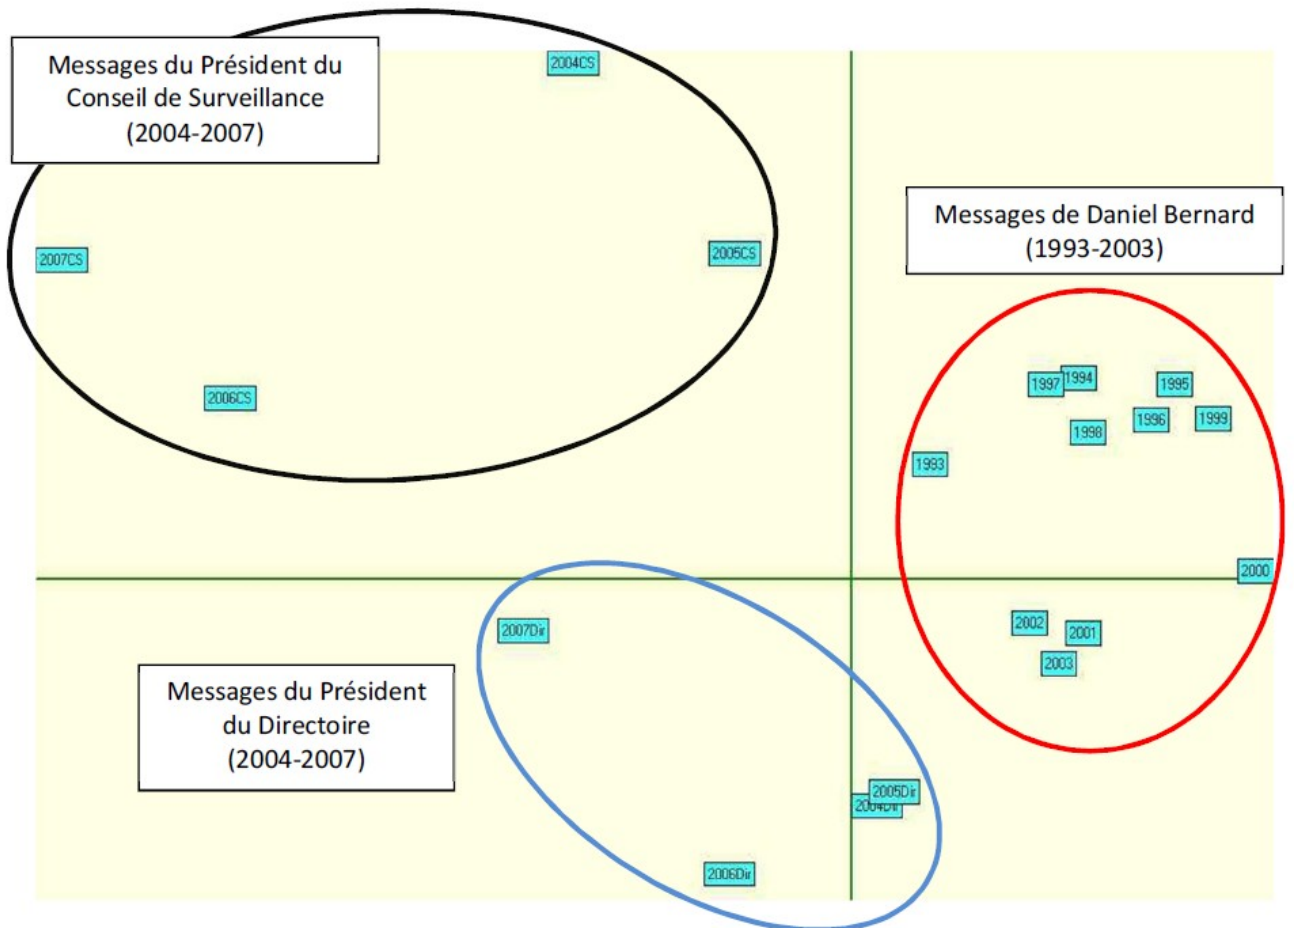 Messages du Président du
Conseil de Surveillance
(2004-2007)
2004CS
2007CS
2005CS
2006CS
Messages de Daniel Bernard
(1993-2003)
1997
1994
1995
1998
1996
1999
1993
2000
2002
2001
2003
2007Dir
Messages du Président
du Directoire
(2004-2007)
2005Dir
2004Dir
2006Dir